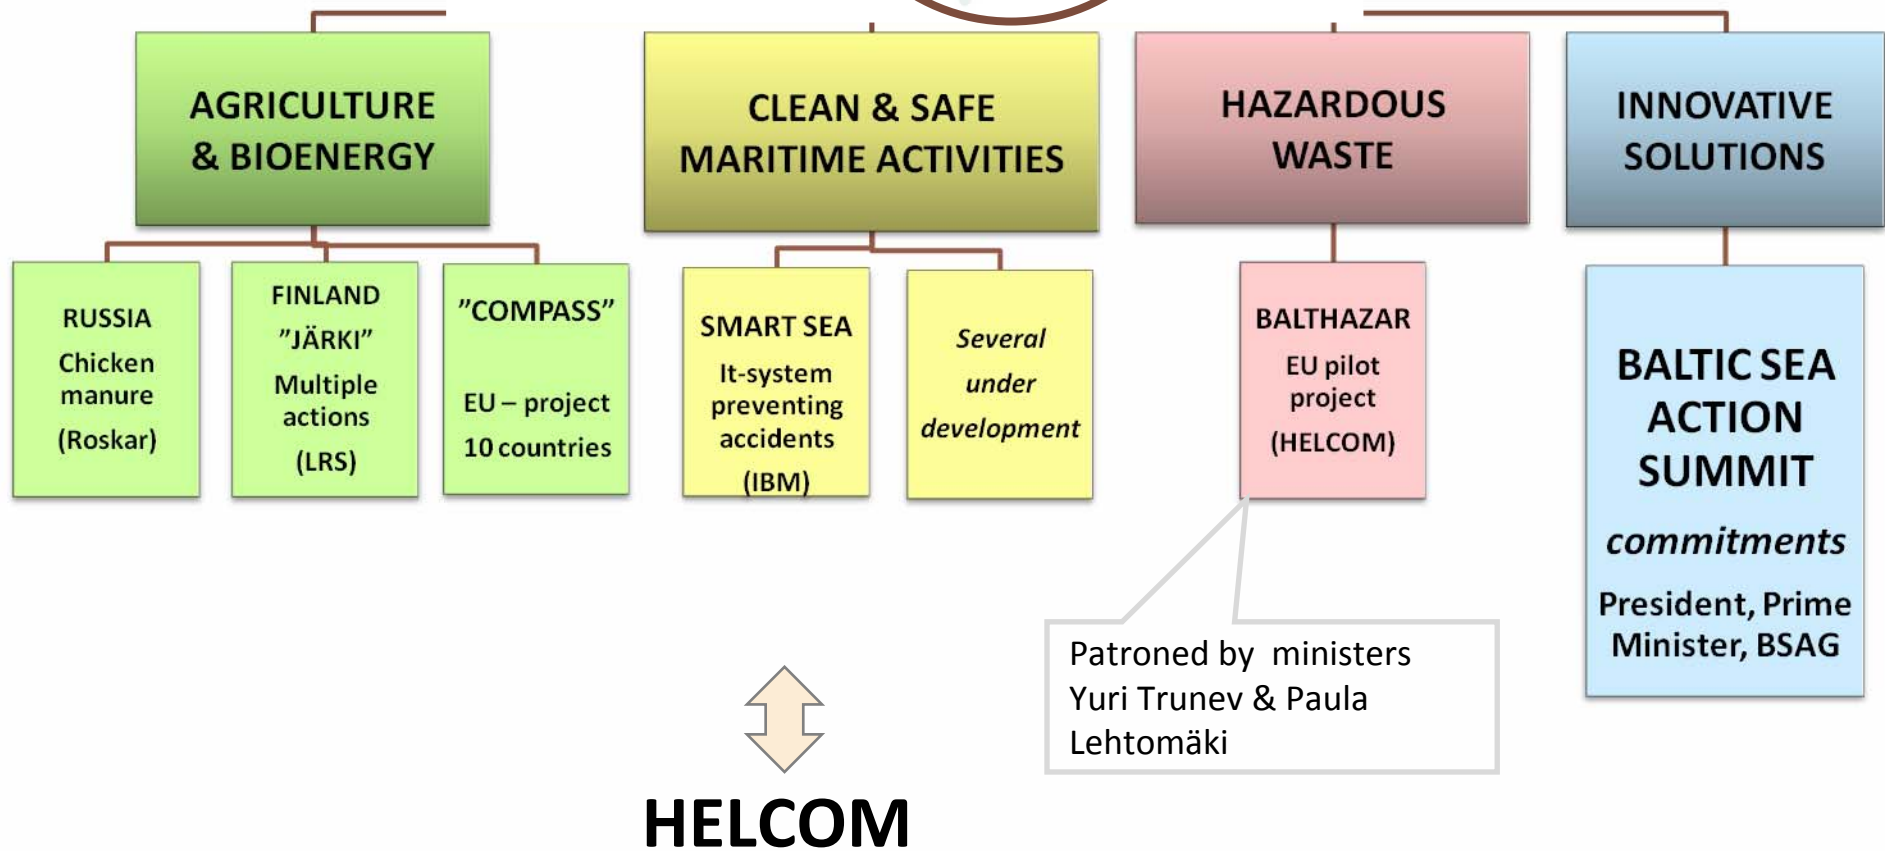 AGRICULTURE
& BIOENERGY
CLEAN & SAFE
MARITIME ACTIVITIES
HAZARDOUS
WASTE
INNOVATIVE
SOLUTIONS
RUSSIA
Chicken
manure
(Roskar)
FINLAND
”JÄRKI”
Multiple
actions
(LRS)
”COMPASS”
EU – project
10 countries
SMART SEA
It-system
preventing
accidents
(IBM)
Several
under
development
BALTHAZAR
EU pilot
project
(HELCOM)
BALTIC SEA
ACTION
SUMMIT
commitments
President, Prime
Minister, BSAG
Patroned by ministers
Yuri Trunev & Paula
Lehtomäki
HELCOM